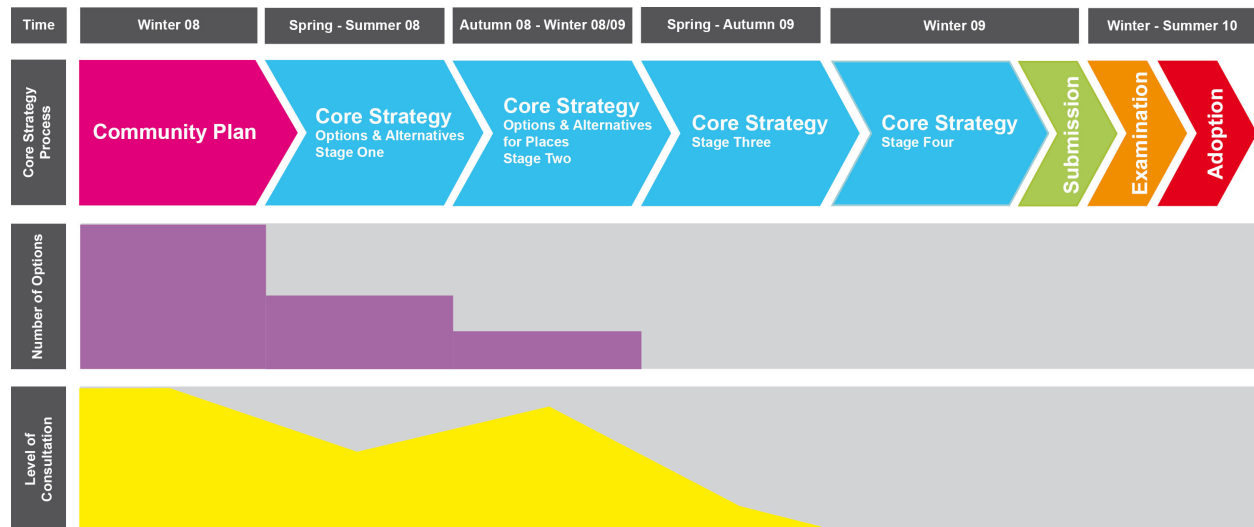 Time
Winter 08
Spring - Summer 08
Autumn 08 - Winter 08/09
Spring - Autumn 09
Winter 09
Winter - Summer 10
Core Strategy
Process
Community Plan
Core Strategy
Options & Alternatives
Stage One
Core Strategy
Options & Alternatives
for Places
Stage Two
Core Strategy
Stage Three
Core Strategy
Stage Four
Submission
Examination
Adoption
Number of Options
Level of
Consultation